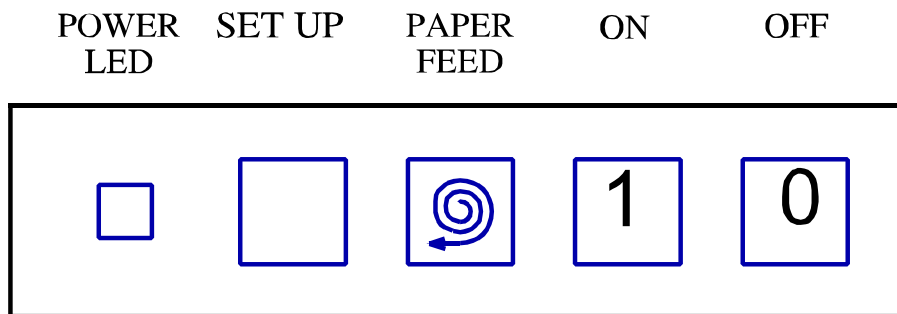 POWER LED
SET UP
PAPER FEED
ON
OFF
1
0